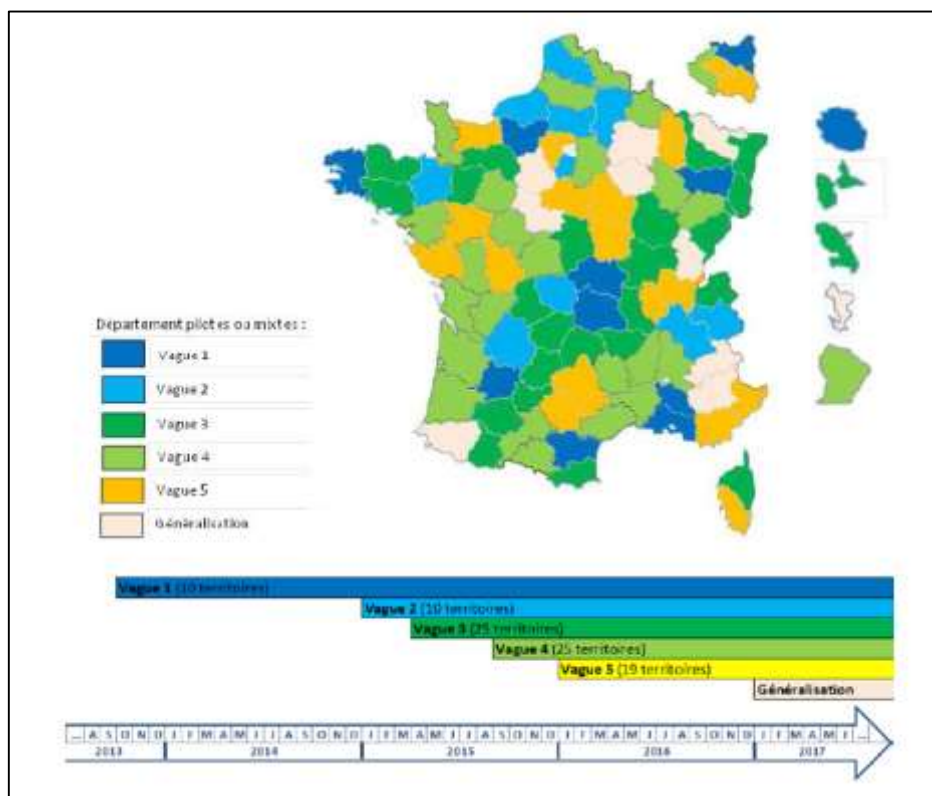 Département pilotes ou mixtes :
Vague 1
Vague 2
Vague 3
Vague 4
Vague 5
Généralisation
Vague 1 (10 territoires)
Vague 2 (10 territoires)
Vague 3 (25 territoires)
Vague 4 (25 territoires)
Vague 5 (19 territoires)
Généralisation
... A S O N D J F M A M J J A S O N D J F M A M J J A S O N D J F M A M J J A S O N D J F M A M J ...
2013 2014 2015 2016 2017